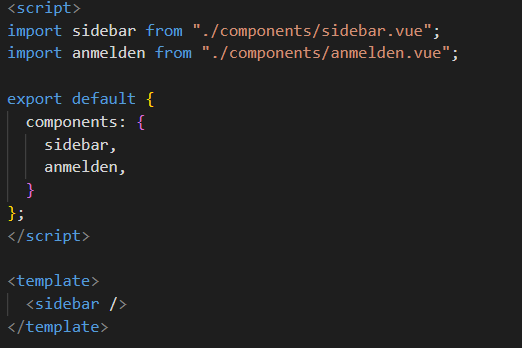 <script>
import sidebar from "./components/sidebar.vue";
import anmelden from "./components/anmelden.vue";

export default {
  components: {
    sidebar,
    anmelden,
  }
};
</script>

<template>
  <sidebar />
</template>